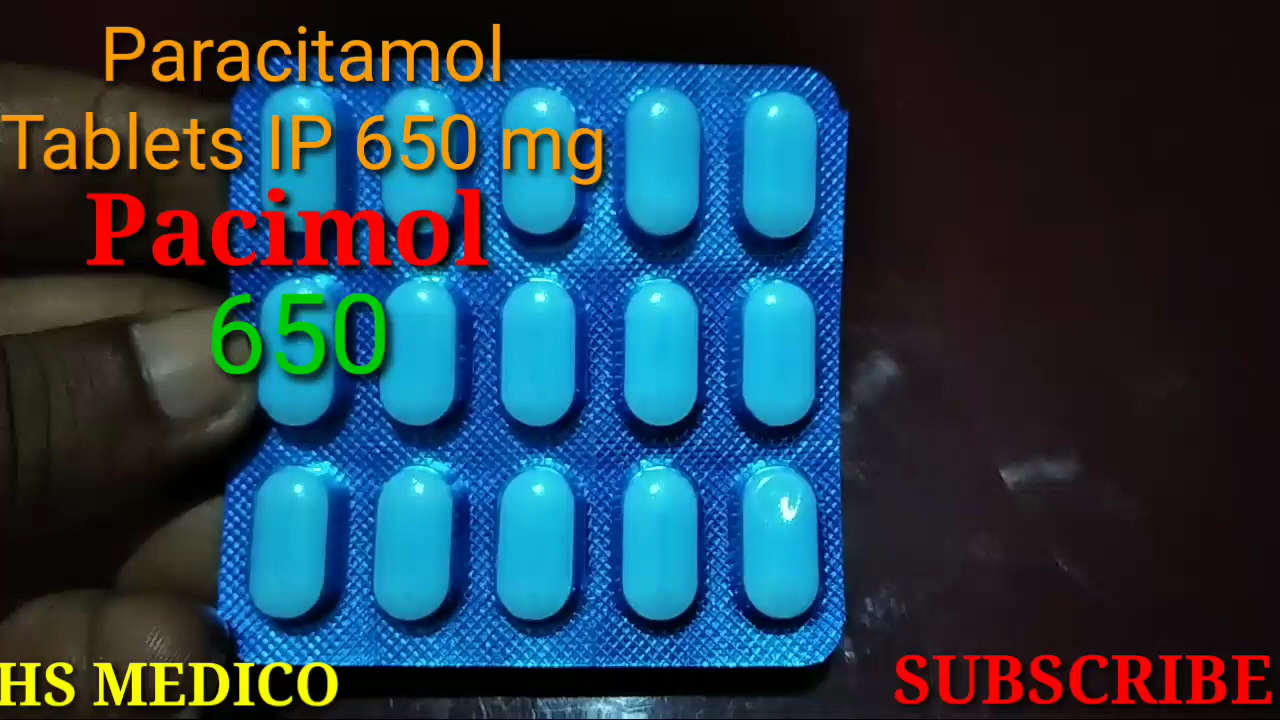 Paracitamol
Tablets IP 650 mg
Pacimol
650
HS MEDICO
SUBSCRIBE